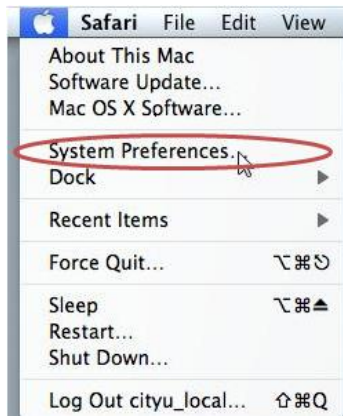 Safari File Edit View
About This Mac
Software Update...
Mac OS X Software...
System Preferences...
Dock
Recent Items
Force Quit... ⌥⌘⎋
Sleep ⌥⌘⏏
Restart...
Shut Down...
Log Out cityu_local... ⇧⌘Q